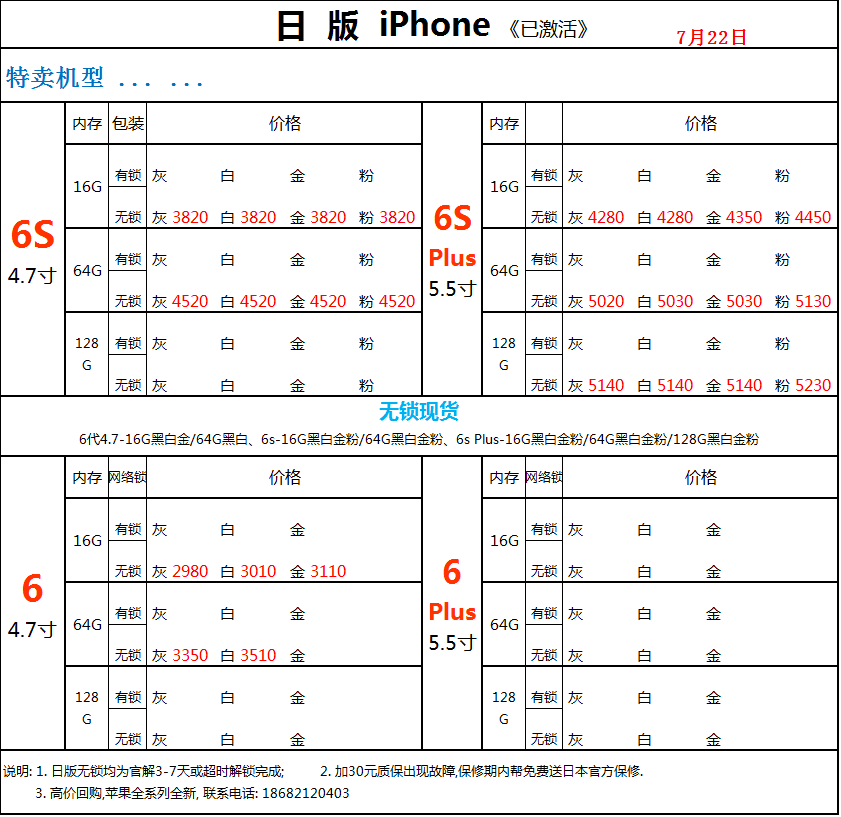 日 版 iPhone 《已激活》 7月22日
特卖机型 ... ...
内存 包装 价格 内存 价格
16G 有锁 灰 白 金 粉 16G 有锁 灰 白 金 粉
无锁 灰 3820 白 3820 金 3820 粉 3820 无锁 灰 4280 白 4280 金 4350 粉 4450
6S 4.7寸 6S Plus 5.5寸
64G 有锁 灰 白 金 粉 64G 有锁 灰 白 金 粉
无锁 灰 4520 白 4520 金 4520 粉 4520 无锁 灰 5020 白 5030 金 5030 粉 5130
128G 有锁 灰 白 金 粉 128G 有锁 灰 白 金 粉
无锁 灰 白 金 粉 无锁 灰 5140 白 5140 金 5140 粉 5230
无锁现货
6代4.7-16G黑白金/64G黑白、6s-16G黑白金粉/64G黑白金粉、6s Plus-16G黑白金粉/64G黑白金粉/128G黑白金粉
内存 网络锁 价格 内存 网络锁 价格
16G 有锁 灰 白 金 16G 有锁 灰 白 金
无锁 灰 2980 白 3010 金 3110 无锁 灰 白 金
6 4.7寸 6 Plus 5.5寸
64G 有锁 灰 白 金 64G 有锁 灰 白 金
无锁 灰 3350 白 3510 金 无锁 灰 白 金
128G 有锁 灰 白 金 128G 有锁 灰 白 金
无锁 灰 白 金 无锁 灰 白 金
说明: 1. 日版无锁均为官解3-7天或超时解锁完成; 2. 加30元质保出现故障,保修期内帮免费送日本官方保修.
3. 高价回购,苹果全系列全新, 联系电话: 18682120403